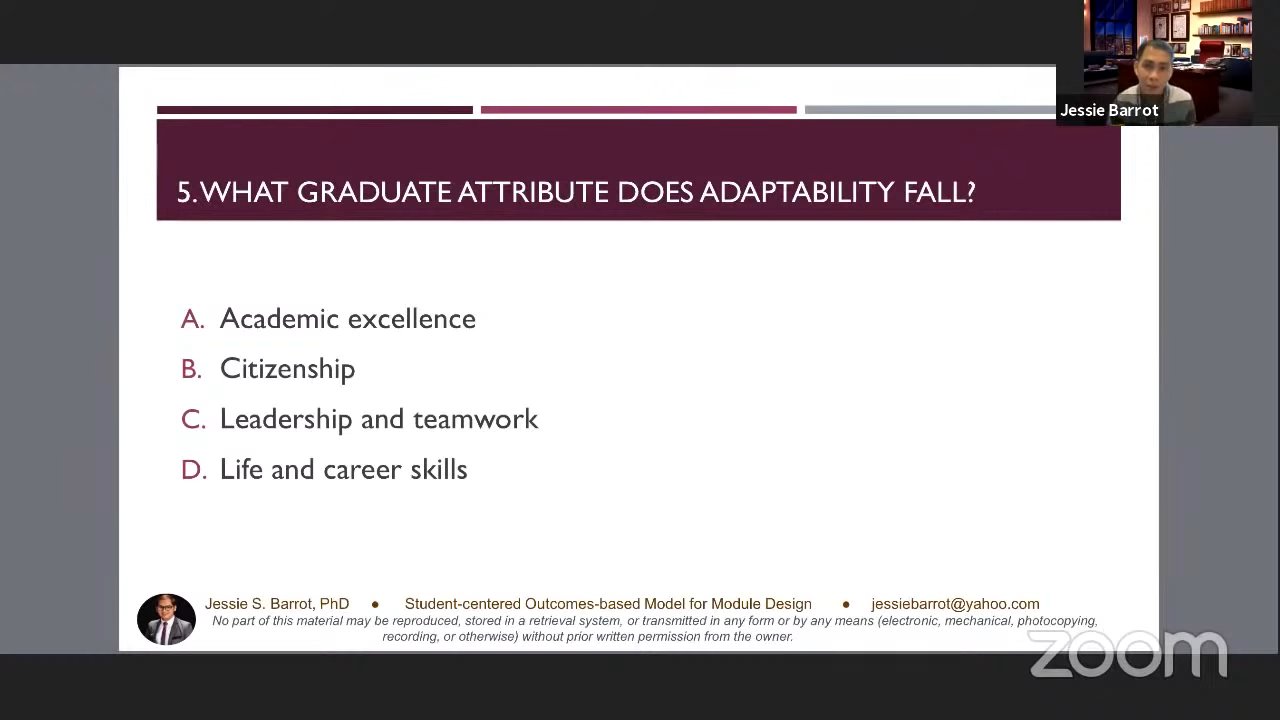 Jessie Barrot
5. WHAT GRADUATE ATTRIBUTE DOES ADAPTABILITY FALL?
A. Academic excellence
B. Citizenship
C. Leadership and teamwork
D. Life and career skills
Jessie S. Barrot, PhD ● Student-centered Outcomes-based Model for Module Design ● jessiebarrot@yahoo.com
No part of this material may be reproduced, stored in a retrieval system, or transmitted in any form or by any means (electronic, mechanical, photocopying,
recording, or otherwise) without prior written permission from the owner.
zoom